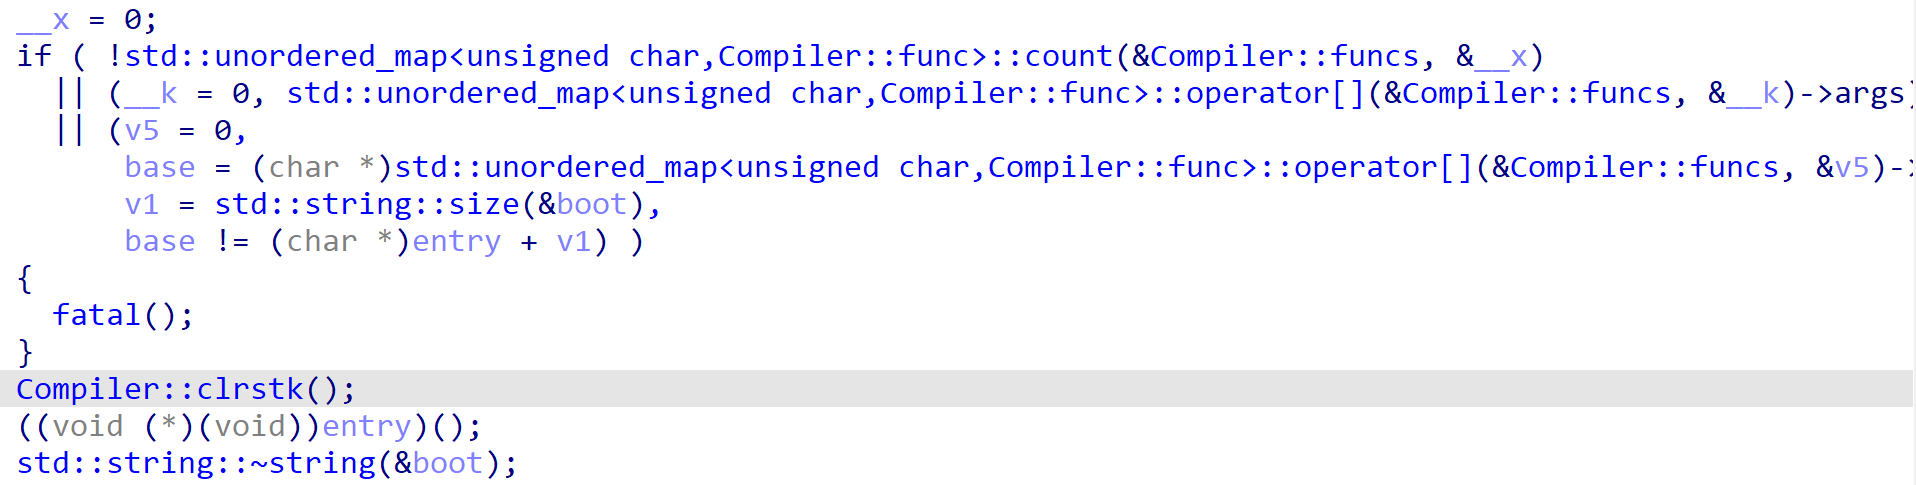 __x = 0;
if ( !std::unordered_map<unsigned char,Compiler::func>::count(&Compiler::funcs, &__x)
  || (__k = 0, std::unordered_map<unsigned char,Compiler::func>::operator[](&Compiler::funcs, &__k)->args)
  || (v5 = 0,
      base = (char *)std::unordered_map<unsigned char,Compiler::func>::operator[](&Compiler::funcs, &v5)->
      v1 = std::string::size(&boot),
      base != (char *)entry + v1) )
{
  fatal();
}
Compiler::clrstk();
((void (*)(void))entry)();
std::string::~string(&boot);